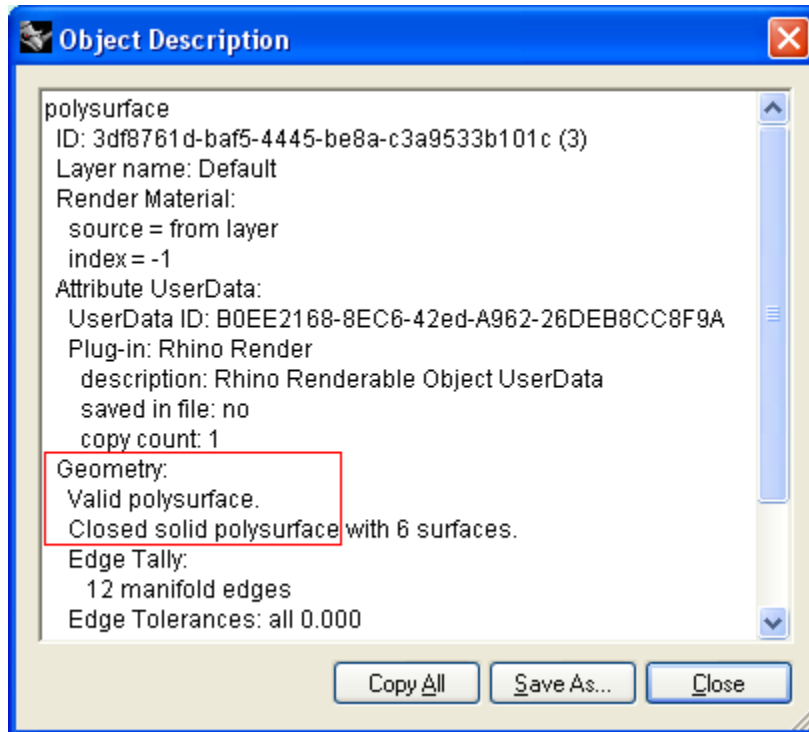 Object Description
polysurface
ID: 3df8761d-baf5-4445-be8a-c3a9533b101c (3)
Layer name: Default
Render Material:
source = from layer
index = -1
Attribute UserData:
UserData ID: B0EE2168-8EC6-42ed-A962-26DEB8CC8F9A
Plug-in: Rhino Render
description: Rhino Renderable Object UserData
saved in file: no
copy count: 1
Geometry:
Valid polysurface.
Closed solid polysurface with 6 surfaces.
Edge Tally:
12 manifold edges
Edge Tolerances: all 0.000
Copy All Save As... Close